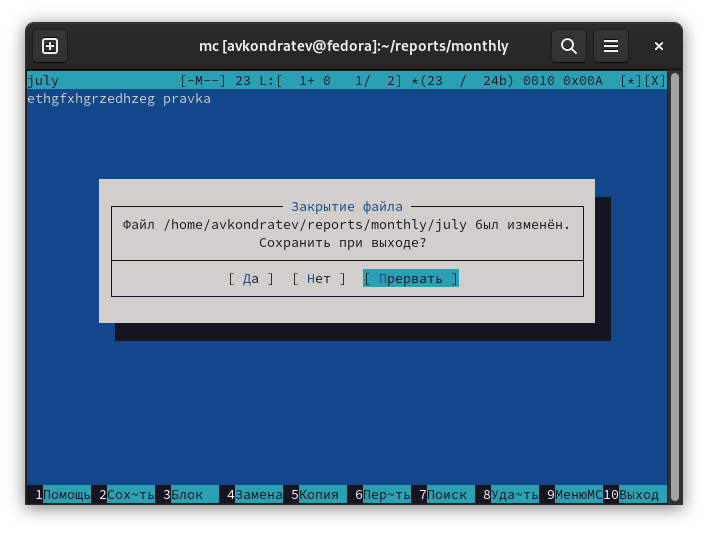 mc [avkondratev@fedora]:~/reports/monthly
july [-M--] 23 L:[  1+ 0   1/  2] *(23  /  24b) 0010 0x00A  [*][X]
ethgfxhgrzedhzeg pravka
Закрытие файла
Файл /home/avkondratev/reports/monthly/july был изменён.
Сохранить при выходе?
[ Да ]  [ Нет ]  [ Прервать ]
1Помощь 2Сох~ть 3Блок 4Замена 5Копия 6Пер~ть 7Поиск 8Уда~ть 9МенюМС 10Выход